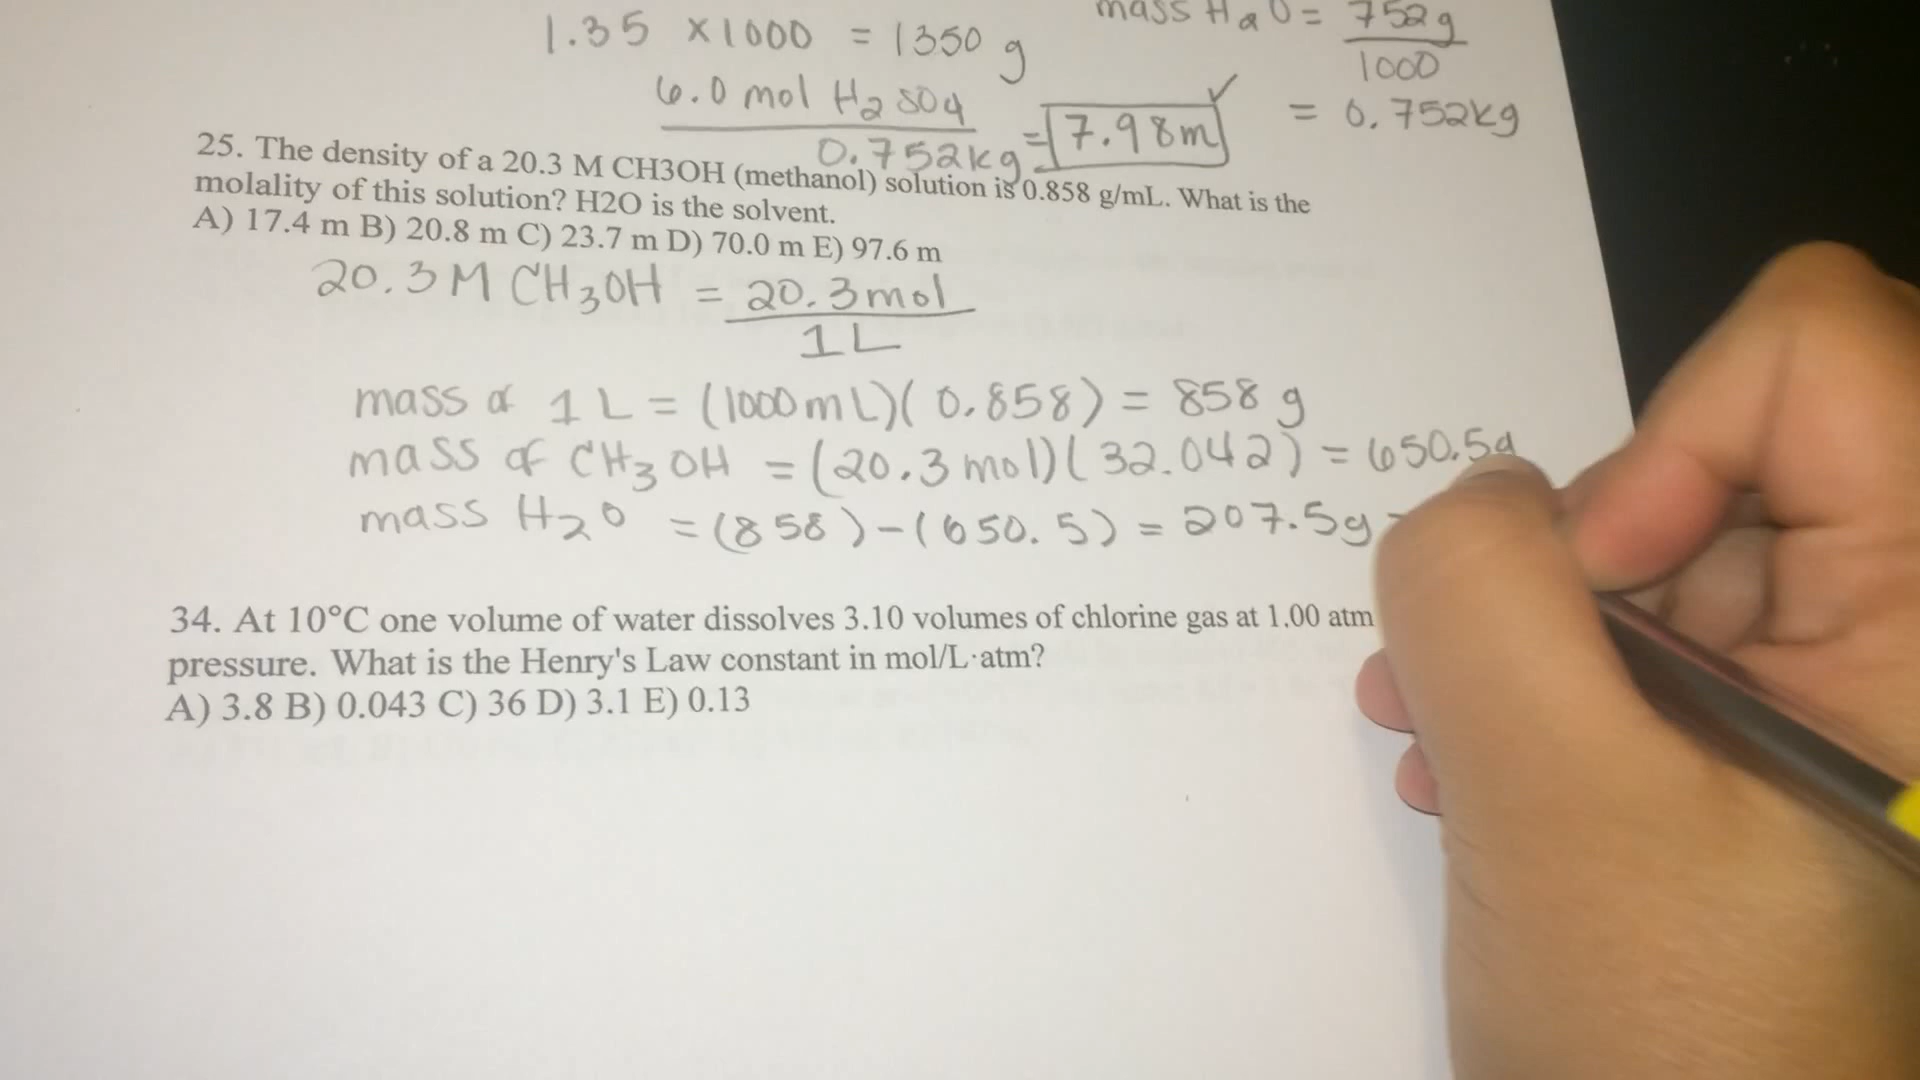 1.35 ×1000 = 1350 g
mass H2O = 752g
1000
= 0.752kg
6.0 mol H2SO4
0.752kg
= 7.98m ✓
25. The density of a 20.3 M CH3OH (methanol) solution is 0.858 g/mL. What is the
molality of this solution? H2O is the solvent.
A) 17.4 m B) 20.8 m C) 23.7 m D) 70.0 m E) 97.6 m
20.3 M CH3OH = 20.3 mol
1 L
mass of 1 L = (1000 mL)(0.858) = 858 g
mass of CH3OH = (20.3 mol)(32.042) = 650.5g
mass H2O = (858) - (650.5) = 207.5g
34. At 10°C one volume of water dissolves 3.10 volumes of chlorine gas at 1.00 atm
pressure. What is the Henry's Law constant in mol/L·atm?
A) 3.8 B) 0.043 C) 36 D) 3.1 E) 0.13